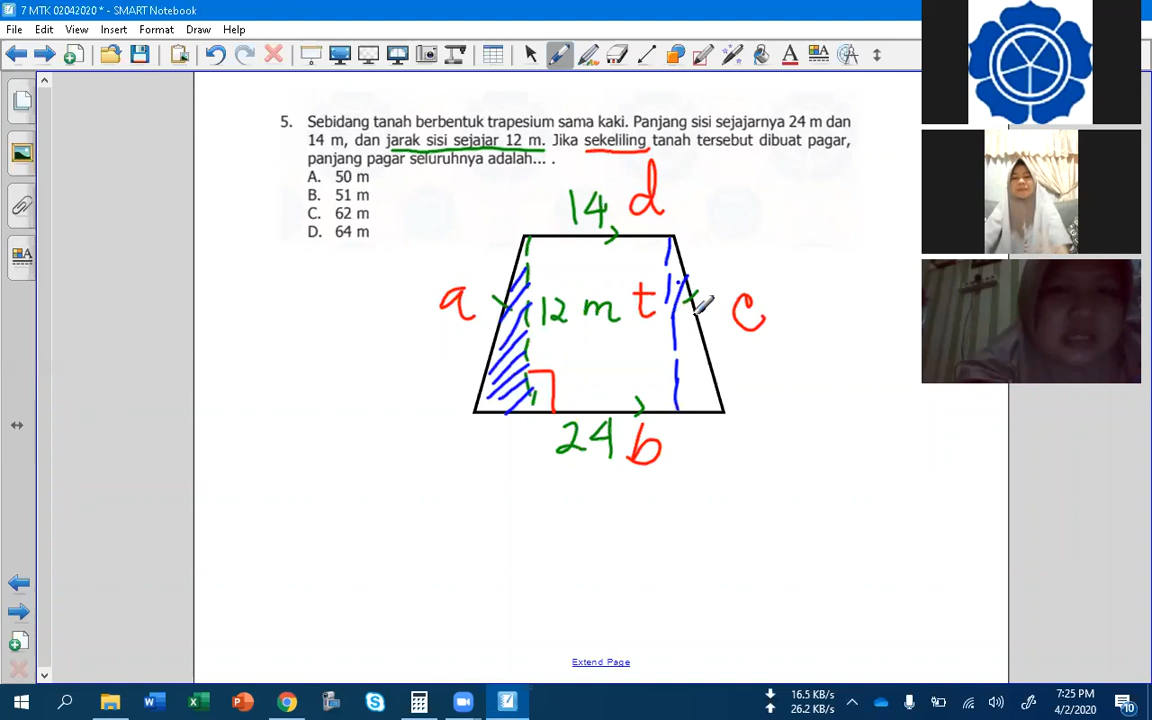 7 MTK 02042020 * - SMART Notebook
File Edit View Insert Format Draw Help
5. Sebidang tanah berbentuk trapesium sama kaki. Panjang sisi sejajarnya 24 m dan
14 m, dan jarak sisi sejajar 12 m. Jika sekeliling tanah tersebut dibuat pagar,
panjang pagar seluruhnya adalah... .
A. 50 m
B. 51 m
C. 62 m
D. 64 m
14 d
a 12 m t c
24 b
Extend Page
16.5 KB/s
26.2 KB/s
7:25 PM
4/2/2020
10